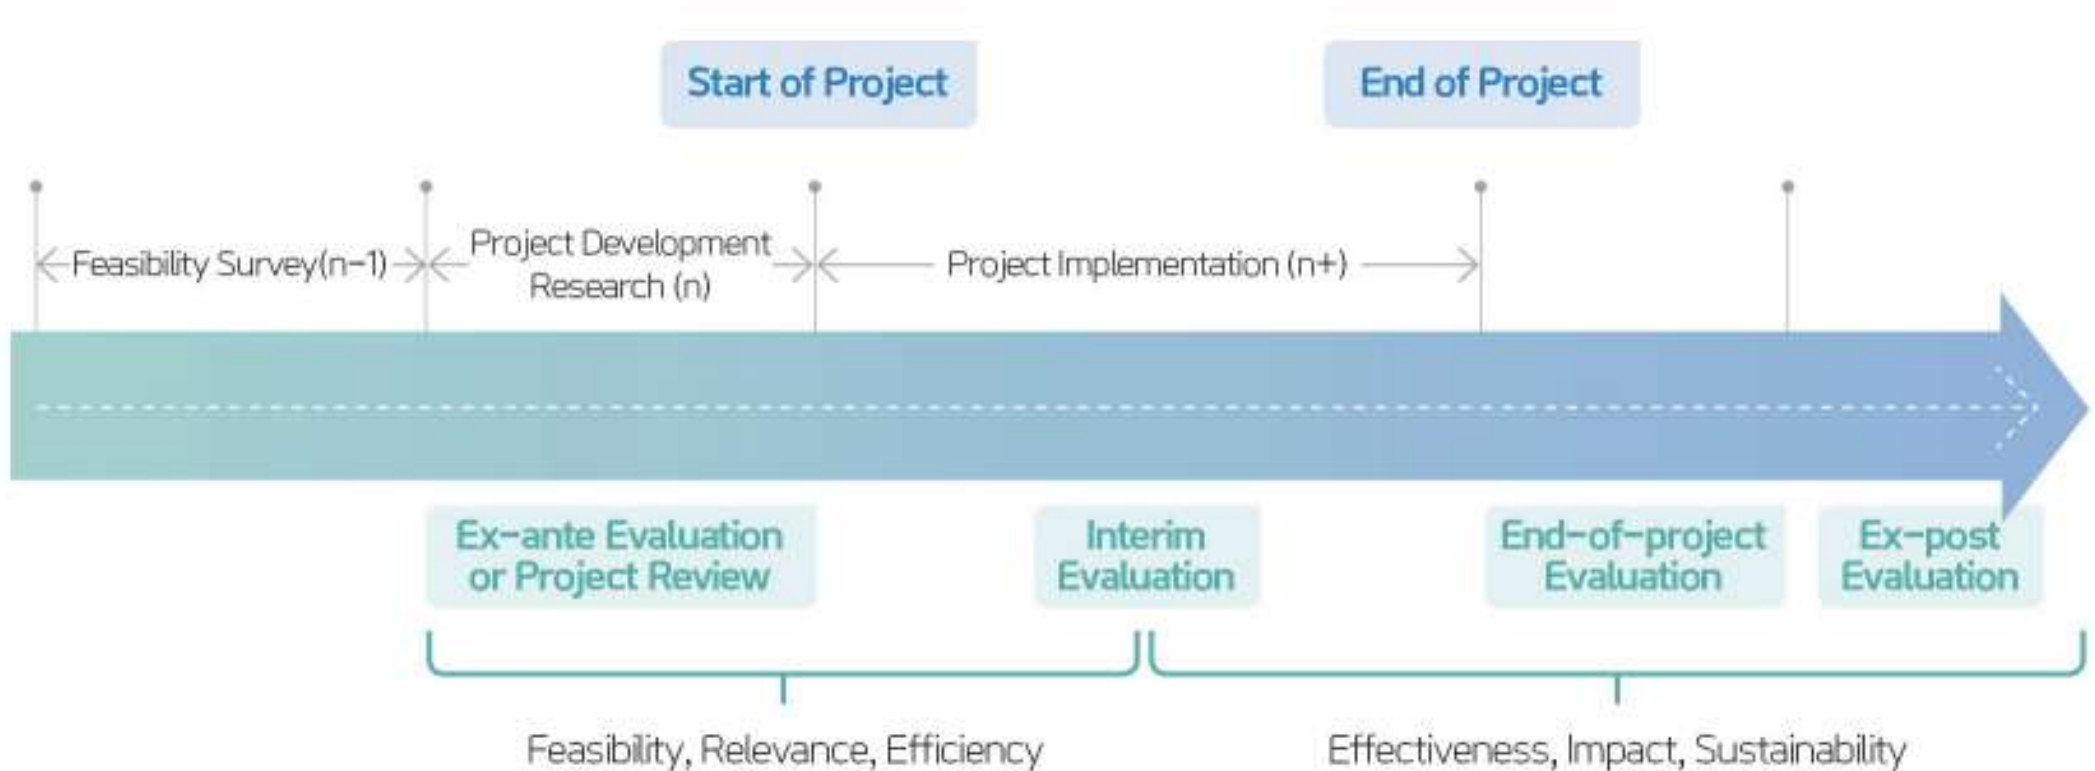 Start of Project
End of Project
Feasibility Survey(n-1)
Project Development
Research (n)
Project Implementation (n+)
Ex-ante Evaluation
or Project Review
Interim
Evaluation
End-of-project
Evaluation
Ex-post
Evaluation
Feasibility, Relevance, Efficiency
Effectiveness, Impact, Sustainability